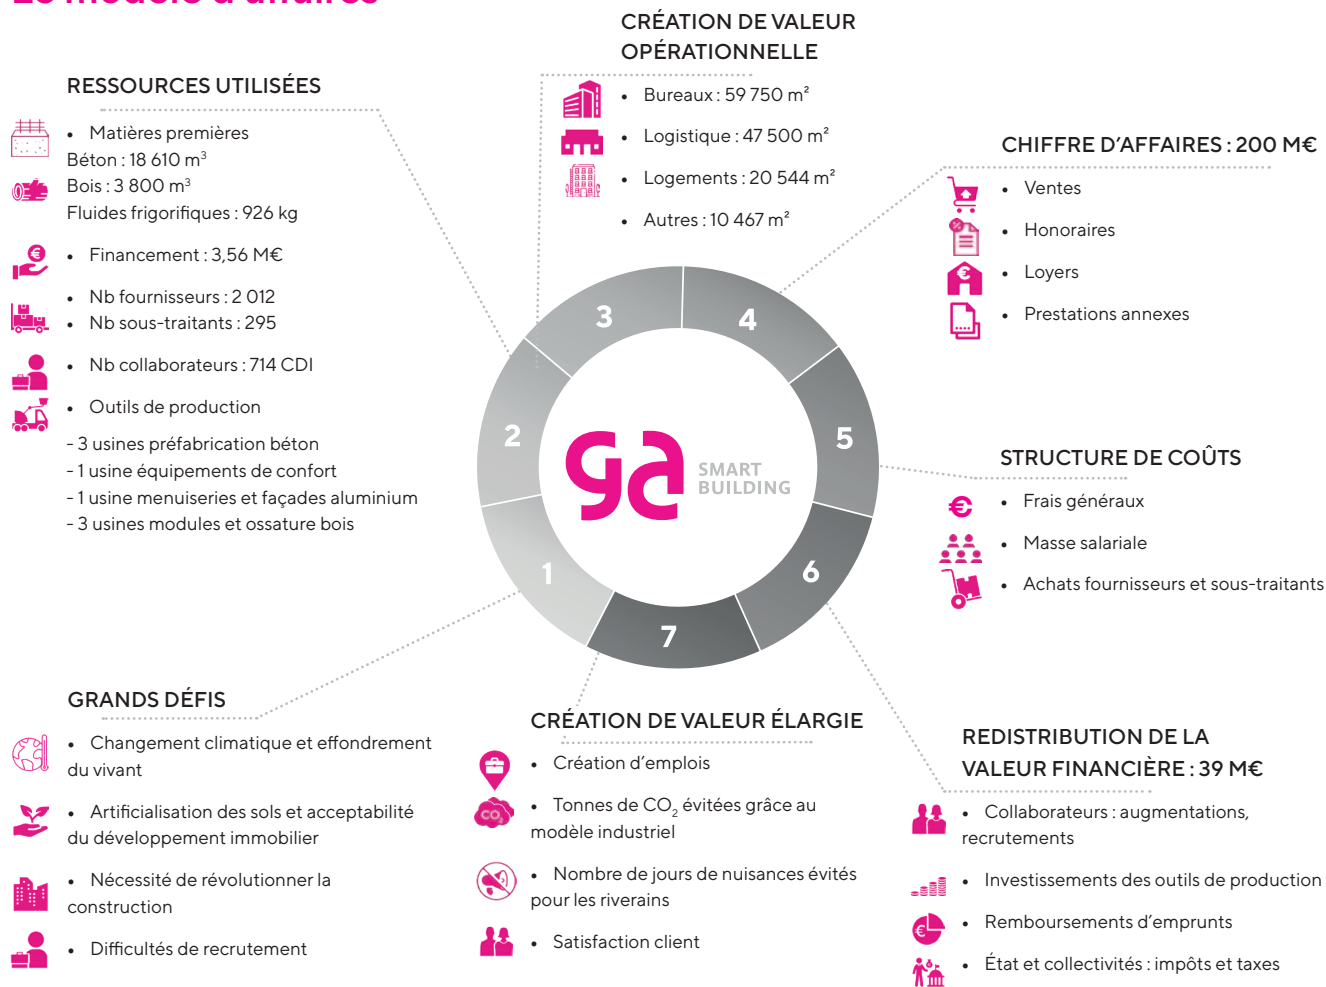 Le modèle d'affaires
RESSOURCES UTILISÉES
• Matières premières
Béton : 18 610 m³
Bois : 3 800 m³
Fluides frigorifiques : 926 kg
• Financement : 3,56 M€
• Nb fournisseurs : 2 012
• Nb sous-traitants : 295
• Nb collaborateurs : 714 CDI
• Outils de production
- 3 usines préfabrication béton
- 1 usine équipements de confort
- 1 usine menuiseries et façades aluminium
- 3 usines modules et ossature bois
CRÉATION DE VALEUR
OPÉRATIONNELLE
• Bureaux : 59 750 m²
• Logistique : 47 500 m²
• Logements : 20 544 m²
• Autres : 10 467 m²
CHIFFRE D'AFFAIRES : 200 M€
• Ventes
• Honoraires
• Loyers
• Prestations annexes
STRUCTURE DE COÛTS
• Frais généraux
• Masse salariale
• Achats fournisseurs et sous-traitants
3
4
2
5
1
6
7
ga
SMART
BUILDING
GRANDS DÉFIS
• Changement climatique et effondrement
du vivant
• Artificialisation des sols et acceptabilité
du développement immobilier
• Nécessité de révolutionner la
construction
• Difficultés de recrutement
CRÉATION DE VALEUR ÉLARGIE
• Création d'emplois
CO₂
• Tonnes de CO₂ évitées grâce au
modèle industriel
• Nombre de jours de nuisances évités
pour les riverains
• Satisfaction client
REDISTRIBUTION DE LA
VALEUR FINANCIÈRE : 39 M€
• Collaborateurs : augmentations,
recrutements
• Investissements des outils de production
• Remboursements d'emprunts
• État et collectivités : impôts et taxes